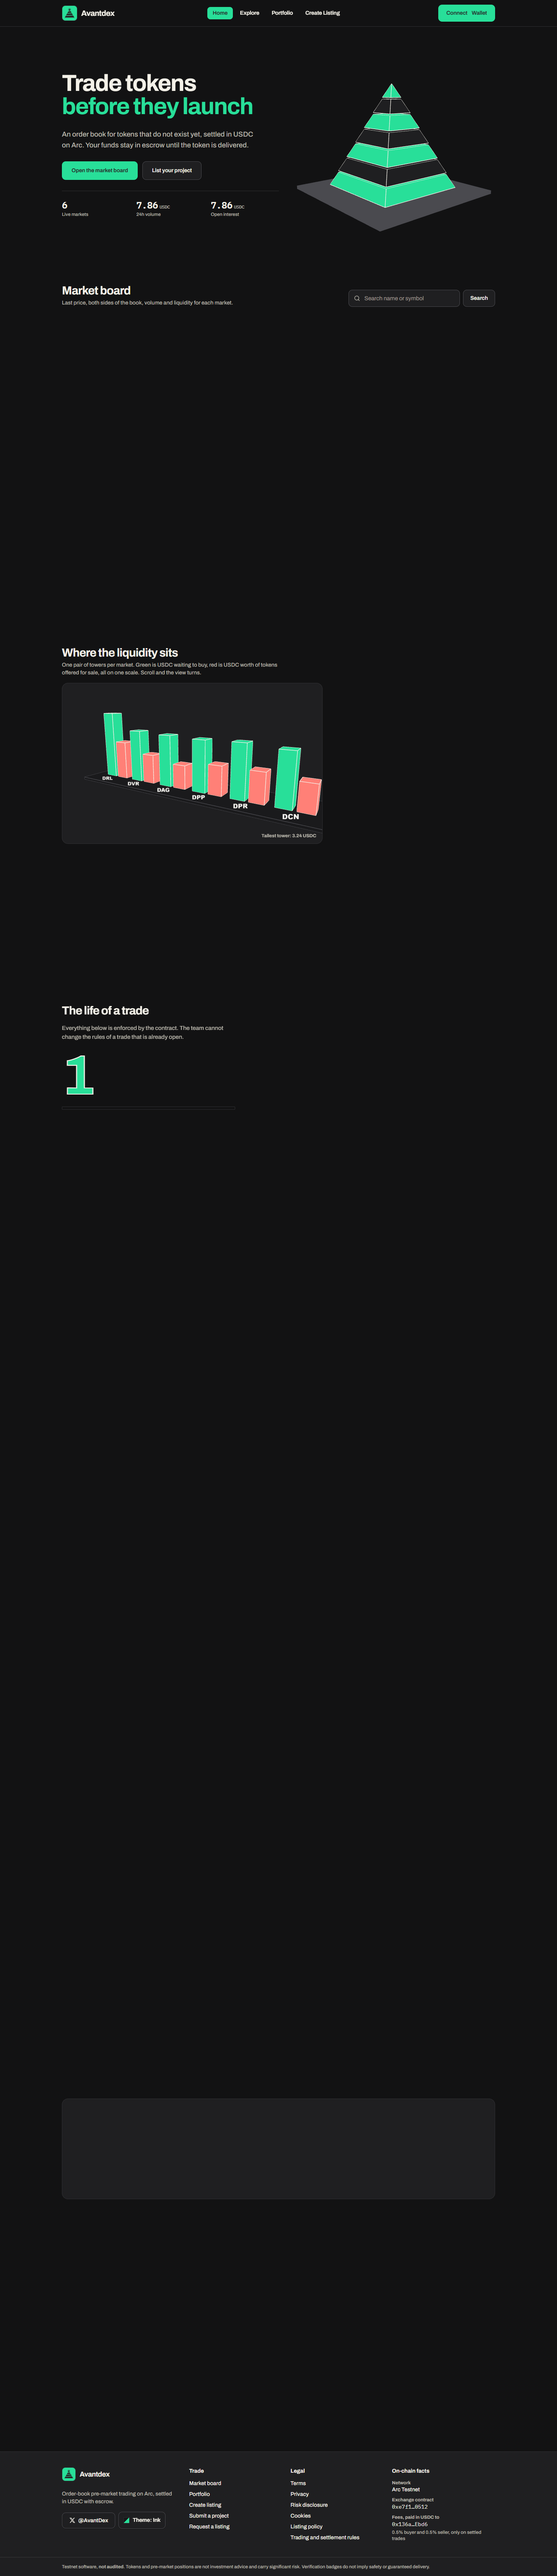 Avantdex
Home
Explore
Portfolio
Create Listing
Connect Wallet
Trade tokens
before they launch
An order book for tokens that do not exist yet, settled in USDC
on Arc. Your funds stay in escrow until the token is delivered.
Open the market board
List your project
6
Live markets
7.86 USDC
24h volume
7.86 USDC
Open interest
Market board
Last price, both sides of the book, volume and liquidity for each market.
Search name or symbol
Search
Where the liquidity sits
One pair of towers per market. Green is USDC waiting to buy, red is USDC worth of tokens
offered for sale, all on one scale. Scroll and the view turns.
DRL
DVR
DAG
DPP
DPR
DCN
Tallest tower: 3.24 USDC
The life of a trade
Everything below is enforced by the contract. The team cannot
change the rules of a trade that is already open.
1
Avantdex
Order-book pre-market trading on Arc, settled
in USDC with escrow.
@AvantDex
Theme: Ink
Trade
Market board
Portfolio
Create listing
Submit a project
Request a listing
Legal
Terms
Privacy
Risk disclosure
Cookies
Listing policy
Trading and settlement rules
On-chain facts
Network
Arc Testnet
Exchange contract
0xe7f1…0512
Fees, paid in USDC to
0x136a…fbd6
0.5% buyer and 0.5% seller, only on settled
trades
Testnet software, not audited. Tokens and pre-market positions are not investment advice and carry significant risk. Verification badges do not imply safety or guaranteed delivery.